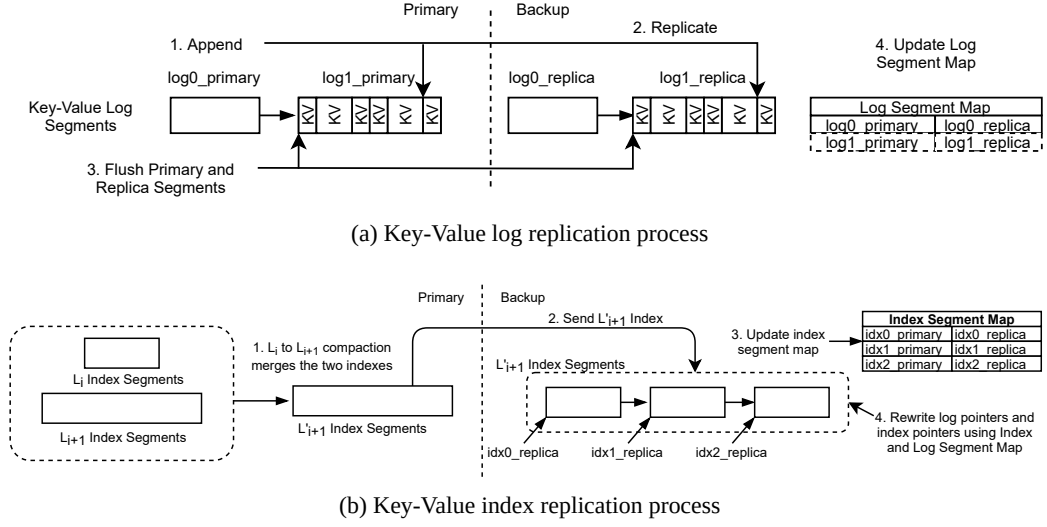 Primary
Backup
1. Append
2. Replicate
4. Update Log
Segment Map
log0_primary
log1_primary
log0_replica
log1_replica
Key-Value Log
Segments
KV KV KV KV KV KV
KV KV KV KV KV KV
Log Segment Map
log0_primary log0_replica
log1_primary log1_replica
3. Flush Primary and
Replica Segments
(a) Key-Value log replication process
Primary
Backup
2. Send L'i+1 Index
Index Segment Map
idx0_primary idx0_replica
idx1_primary idx1_replica
idx2_primary idx2_replica
3. Update index
segment map
1. Li to Li+1 compaction
merges the two indexes
L'i+1 Index Segments
Li Index Segments
Li+1 Index Segments
L'i+1 Index Segments
4. Rewrite log pointers and
index pointers using Index
and Log Segment Map
idx0_replica
idx1_replica
idx2_replica
(b) Key-Value index replication process